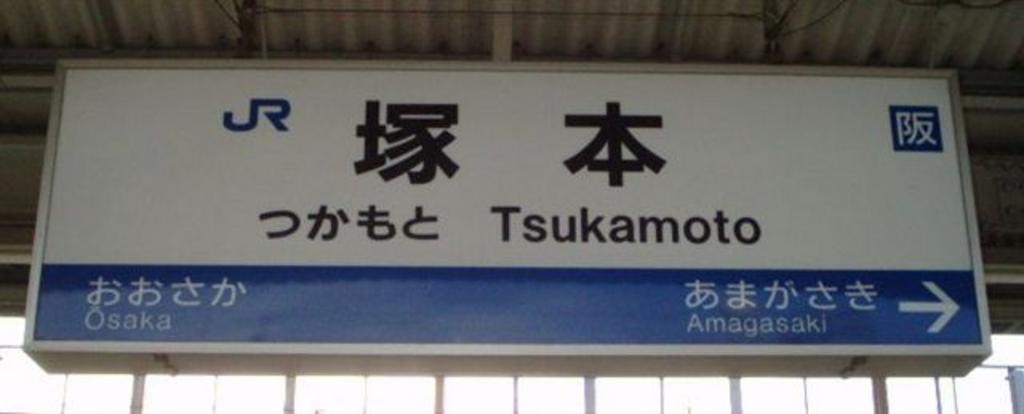 JR 塚本 阪
つかもと Tsukamoto
おおさか あまがさき →
Ōsaka Amagasaki